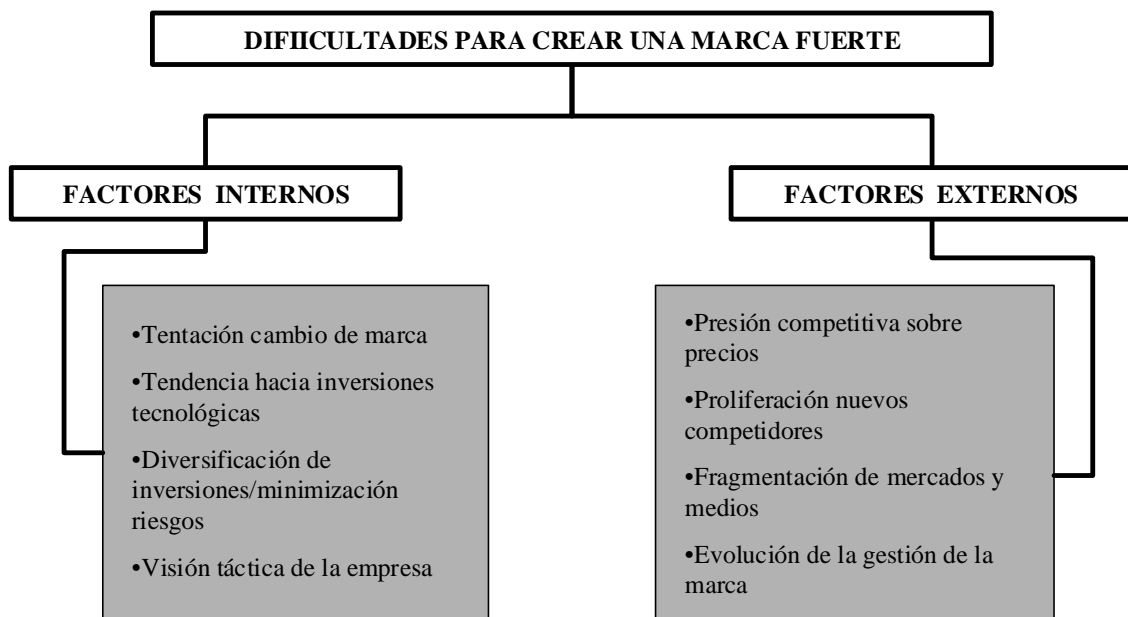 DIFIICULTADES PARA CREAR UNA MARCA FUERTE
FACTORES INTERNOS
•Tentación cambio de marca
•Tendencia hacia inversiones
tecnológicas
•Diversificación de
inversiones/minimización
riesgos
•Visión táctica de la empresa
FACTORES EXTERNOS
•Presión competitiva sobre
precios
•Proliferación nuevos
competidores
•Fragmentación de mercados y
medios
•Evolución de la gestión de la
marca